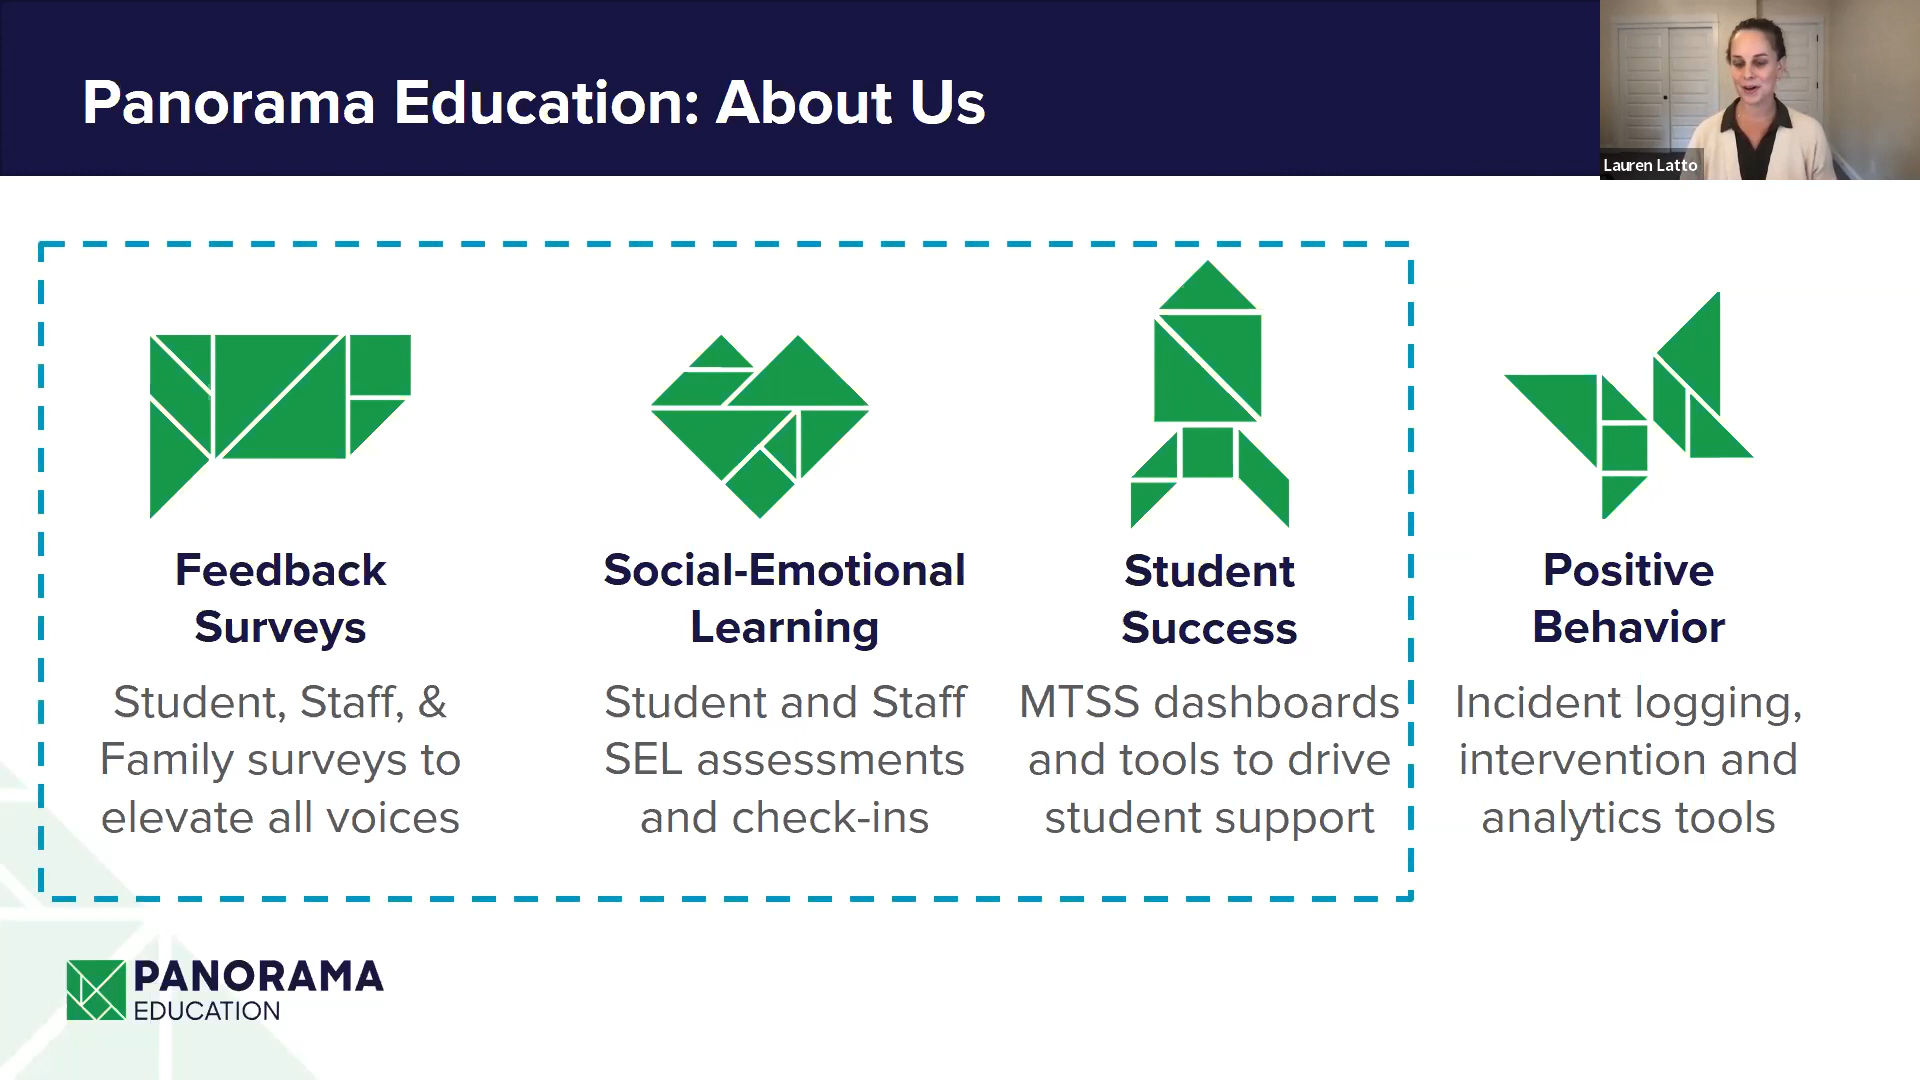 Panorama Education: About Us
Lauren Latto
Feedback
Surveys
Student, Staff, &
Family surveys to
elevate all voices
Social-Emotional
Learning
Student and Staff
SEL assessments
and check-ins
Student
Success
MTSS dashboards
and tools to drive
student support
Positive
Behavior
Incident logging,
intervention and
analytics tools
PANORAMA
EDUCATION